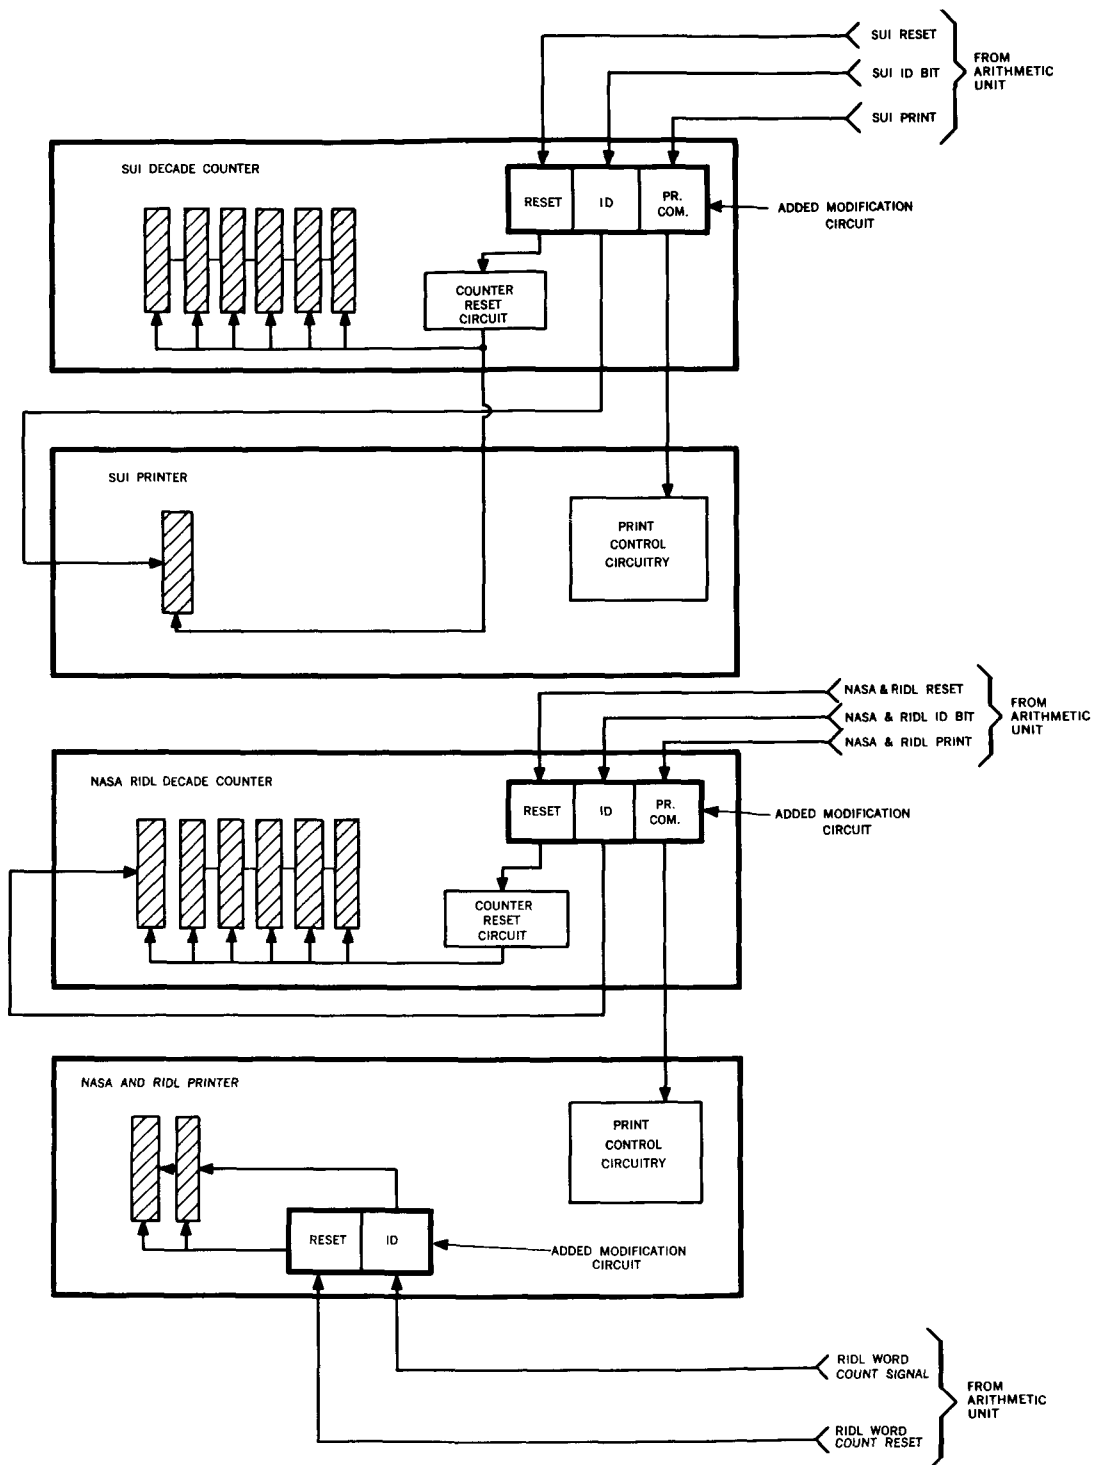 SUI RESET
SUI ID BIT
SUI PRINT
FROM
ARITHMETIC
UNIT
SUI DECADE COUNTER
RESET
ID
PR.
COM.
ADDED MODIFICATION
CIRCUIT
COUNTER
RESET
CIRCUIT
SUI PRINTER
PRINT
CONTROL
CIRCUITRY
NASA & RIDL RESET
NASA & RIDL ID BIT
NASA & RIDL PRINT
FROM
ARITHMETIC
UNIT
NASA RIDL DECADE COUNTER
RESET
ID
PR.
COM.
ADDED MODIFICATION
CIRCUIT
COUNTER
RESET
CIRCUIT
NASA AND RIDL PRINTER
PRINT
CONTROL
CIRCUITRY
RESET
ID
ADDED MODIFICATION
CIRCUIT
RIDL WORD
COUNT SIGNAL
RIDL WORD
COUNT RESET
FROM
ARITHMETIC
UNIT